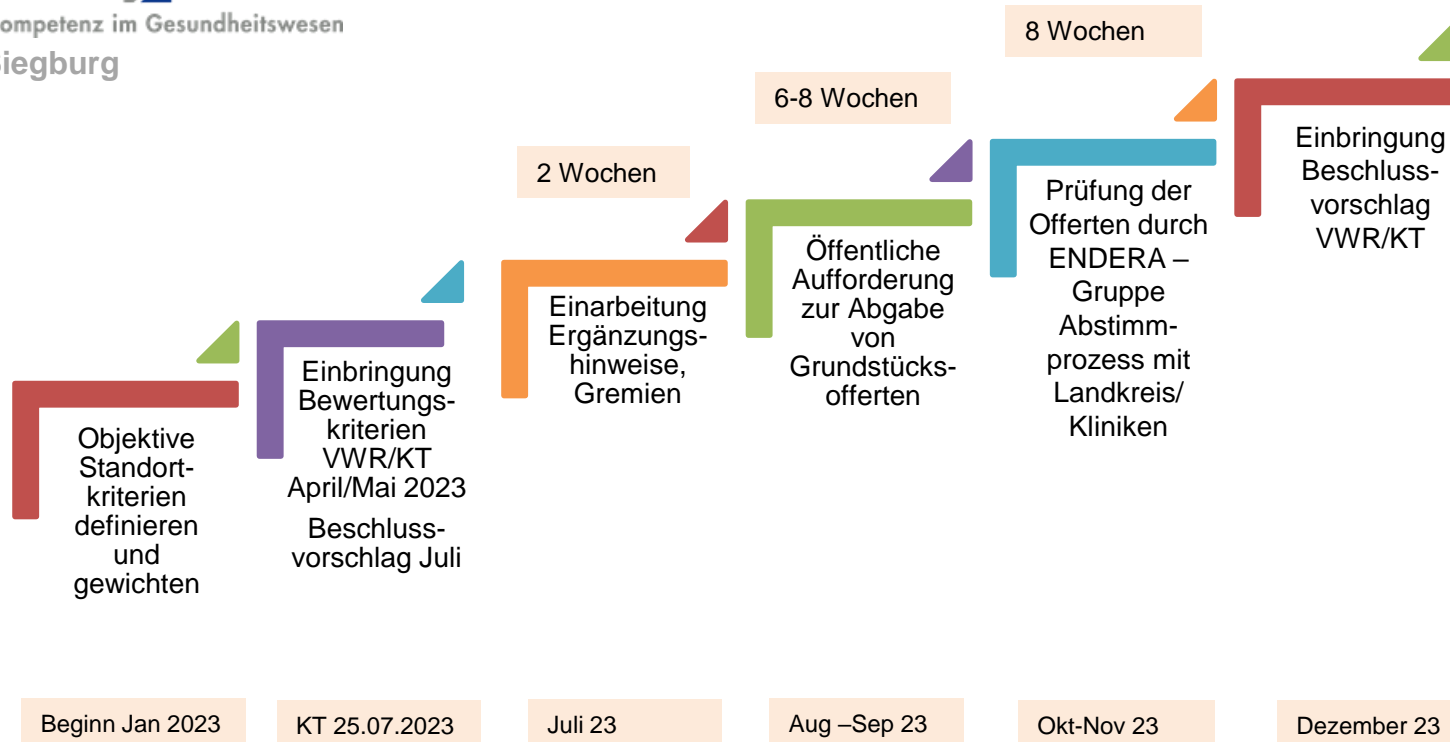 ompetenz im Gesundheitswesen
iegburg
8 Wochen
6-8 Wochen
2 Wochen
Objektive
Standort-
kriterien
definieren
und
gewichten
Einbringung
Bewertungs-
kriterien
VWR/KT
April/Mai 2023
Beschluss-
vorschlag Juli
Einarbeitung
Ergänzungs-
hinweise,
Gremien
Öffentliche
Aufforderung
zur Abgabe
von
Grundstücks-
offerten
Prüfung der
Offerten durch
ENDERA –
Gruppe
Abstimm-
prozess mit
Landkreis/
Kliniken
Einbringung
Beschluss-
vorschlag
VWR/KT
Beginn Jan 2023
KT 25.07.2023
Juli 23
Aug –Sep 23
Okt-Nov 23
Dezember 23